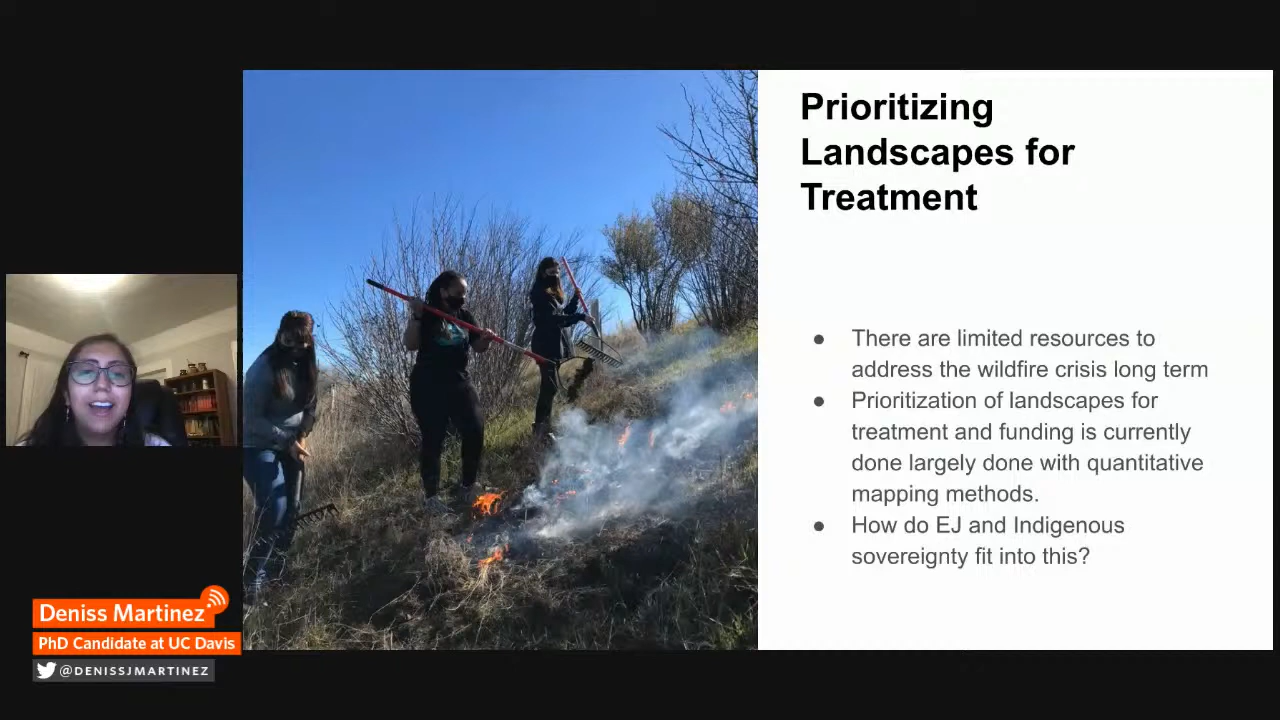 Prioritizing
Landscapes for
Treatment
● There are limited resources to
address the wildfire crisis long term
● Prioritization of landscapes for
treatment and funding is currently
done largely done with quantitative
mapping methods.
● How do EJ and Indigenous
sovereignty fit into this?
Deniss Martinez
PhD Candidate at UC Davis
@DENISSJMARTINEZ